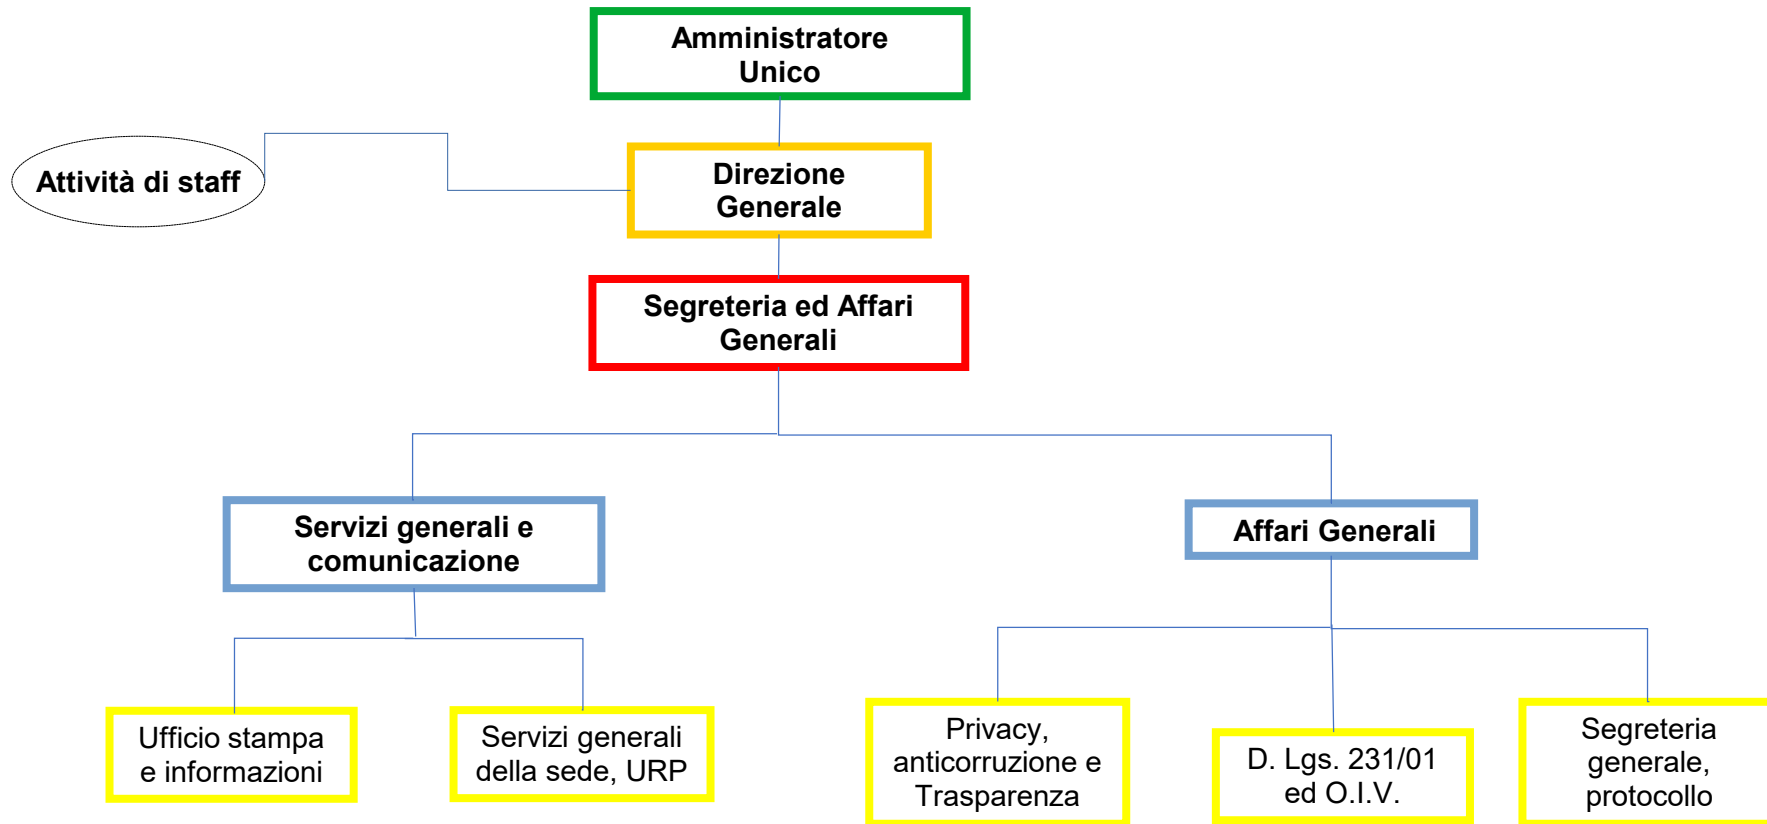 Amministratore
Unico
Attività di staff
Direzione
Generale
Segreteria ed Affari
Generali
Servizi generali e
comunicazione
Affari Generali
Ufficio stampa
e informazioni
Servizi generali
della sede, URP
Privacy,
anticorruzione e
Trasparenza
D. Lgs. 231/01
ed O.I.V.
Segreteria
generale,
protocollo